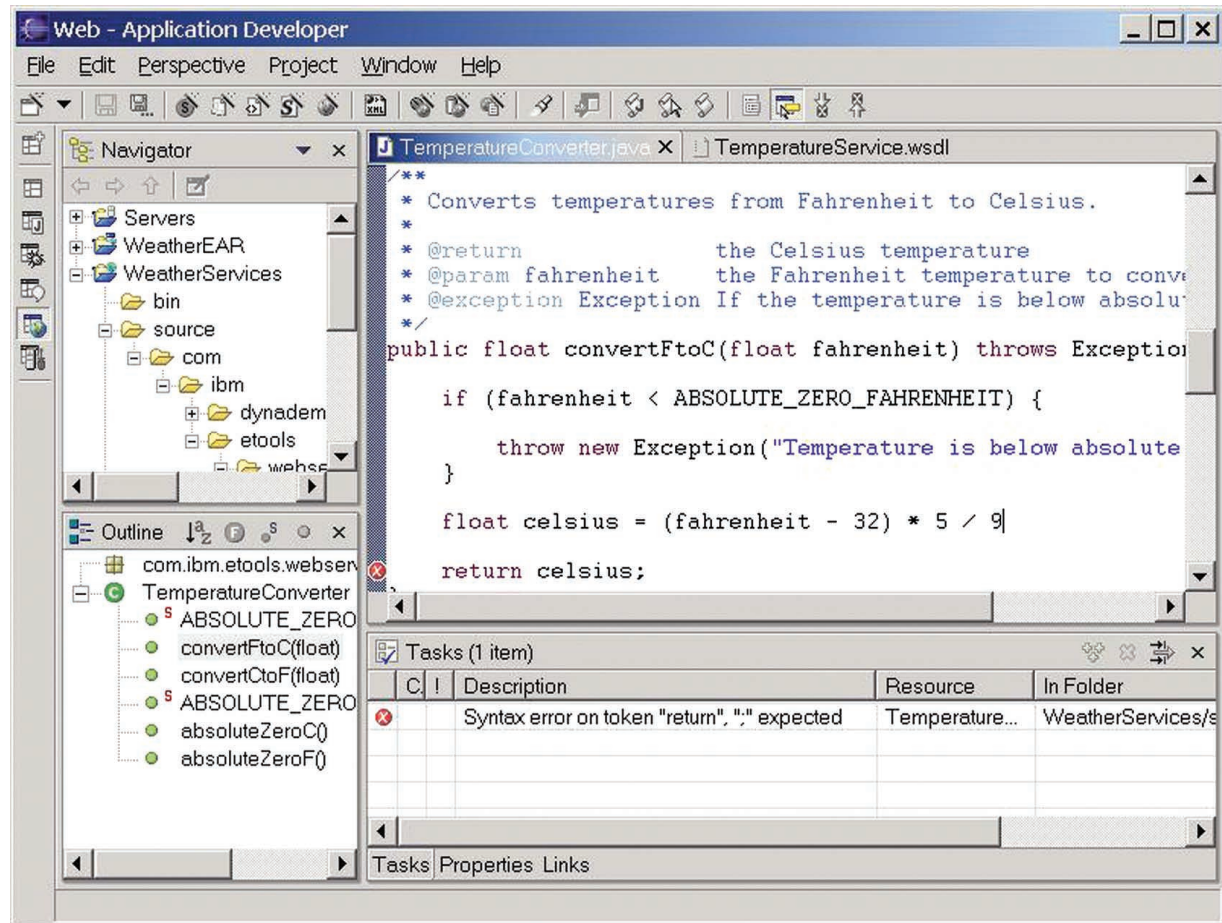 Web - Application Developer
File Edit Perspective Project Window Help
Navigator
Servers
WeatherEAR
WeatherServices
bin
source
com
ibm
dynadem
etools
webse
Outline
com.ibm.etools.webserv
TemperatureConverter
ABSOLUTE_ZERO
convertFtoC(float)
convertCtoF(float)
ABSOLUTE_ZERO
absoluteZeroC()
absoluteZeroF()
TemperatureConverter.java TemperatureService.wsdl
/**
* Converts temperatures from Fahrenheit to Celsius.
*
* @return the Celsius temperature
* @param fahrenheit the Fahrenheit temperature to conve
* @exception Exception If the temperature is below absolu
*/
public float convertFtoC(float fahrenheit) throws Exception
if (fahrenheit < ABSOLUTE_ZERO_FAHRENHEIT) {
throw new Exception("Temperature is below absolute
}
float celsius = (fahrenheit - 32) * 5 / 9
return celsius;
Tasks (1 item)
C. ! Description Resource In Folder
Syntax error on token "return", ";" expected Temperature... WeatherServices/s
Tasks Properties Links